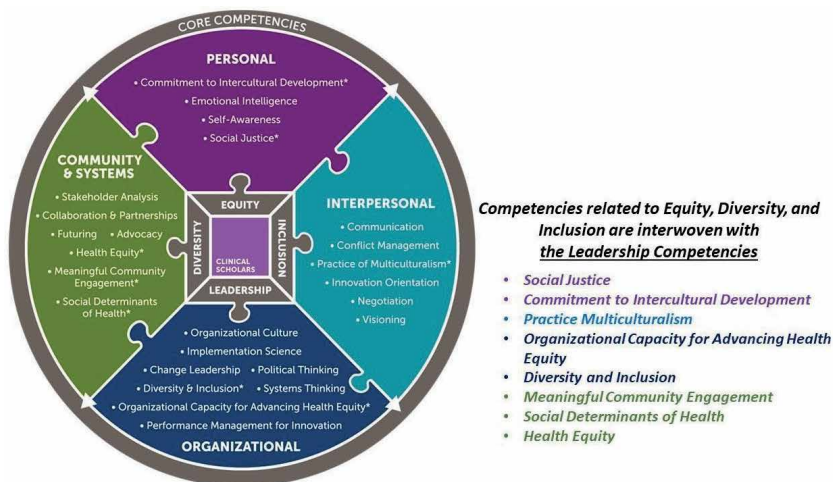 CORE COMPETENCIES
PERSONAL
• Commitment to Intercultural Development*
• Emotional Intelligence
• Self-Awareness
• Social Justice*
COMMUNITY
& SYSTEMS
• Stakeholder Analysis
• Collaboration & Partnerships
• Futuring • Advocacy
• Health Equity*
• Meaningful Community
Engagement*
• Social Determinants
of Health*
EQUITY
DIVERSITY
INCLUSION
CLINICAL
SCHOLARS
LEADERSHIP
INTERPERSONAL
• Communication
• Conflict Management
• Practice of Multiculturalism*
• Innovation Orientation
• Negotiation
• Visioning
• Organizational Culture
• Implementation Science
• Change Leadership • Political Thinking
• Diversity & Inclusion* • Systems Thinking
• Organizational Capacity for Advancing Health Equity*
• Performance Management for Innovation
ORGANIZATIONAL
Competencies related to Equity, Diversity, and
Inclusion are interwoven with
the Leadership Competencies
• Social Justice
• Commitment to Intercultural Development
• Practice Multiculturalism
• Organizational Capacity for Advancing Health
Equity
• Diversity and Inclusion
• Meaningful Community Engagement
• Social Determinants of Health
• Health Equity